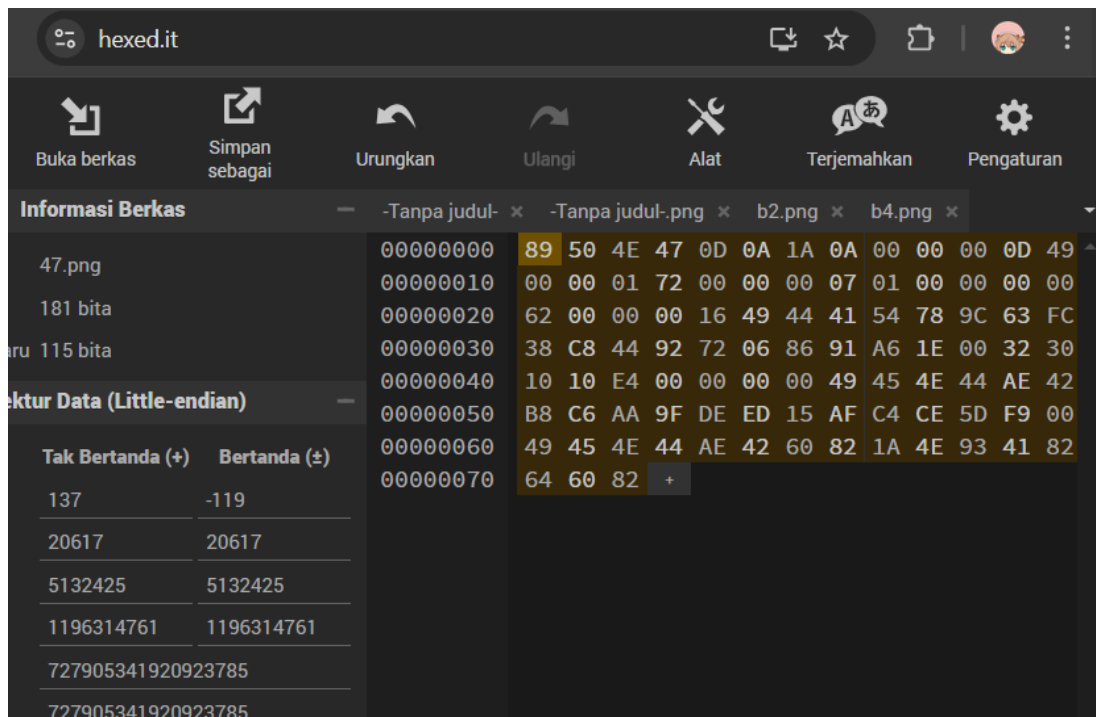 hexed.it
Buka berkas
Simpan sebagai
Urungkan
Ulangi
Alat
Terjemahkan
Pengaturan
Informasi Berkas
-Tanpa judul- × -Tanpa judul-.png × b2.png × b4.png ×
47.png
181 bita
aru 115 bita
ektur Data (Little-endian)
Tak Bertanda (+) Bertanda (±)
137 -119
20617 20617
5132425 5132425
1196314761 1196314761
727905341920923785
727905341920923785
00000000 89 50 4E 47 0D 0A 1A 0A 00 00 00 0D 49
00000010 00 00 01 72 00 00 00 07 01 00 00 00 00
00000020 62 00 00 00 16 49 44 41 54 78 9C 63 FC
00000030 38 C8 44 92 72 06 86 91 A6 1E 00 32 30
00000040 10 10 E4 00 00 00 00 49 45 4E 44 AE 42
00000050 B8 C6 AA 9F DE ED 15 AF C4 CE 5D F9 00
00000060 49 45 4E 44 AE 42 60 82 1A 4E 93 41 82
00000070 64 60 82 +